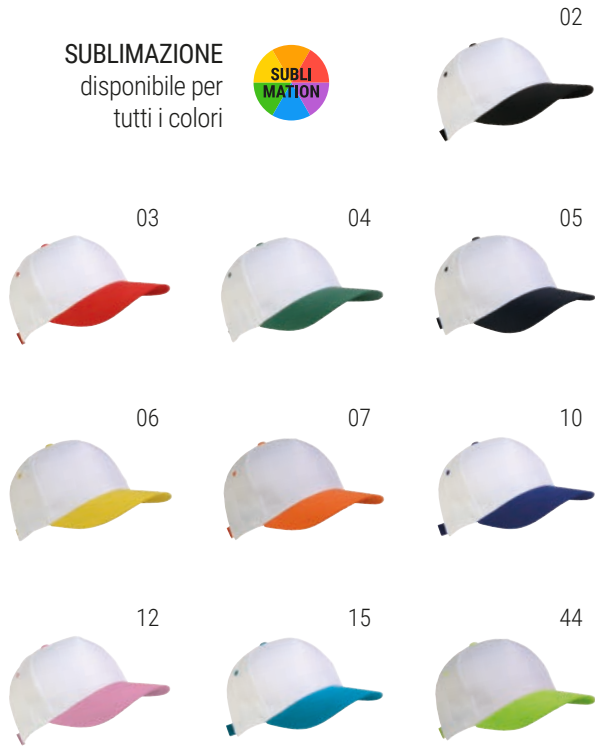 02
SUBLIMAZIONE
disponibile per
tutti i colori
SUBLI
MATION
03
04
05
06
07
10
12
15
44